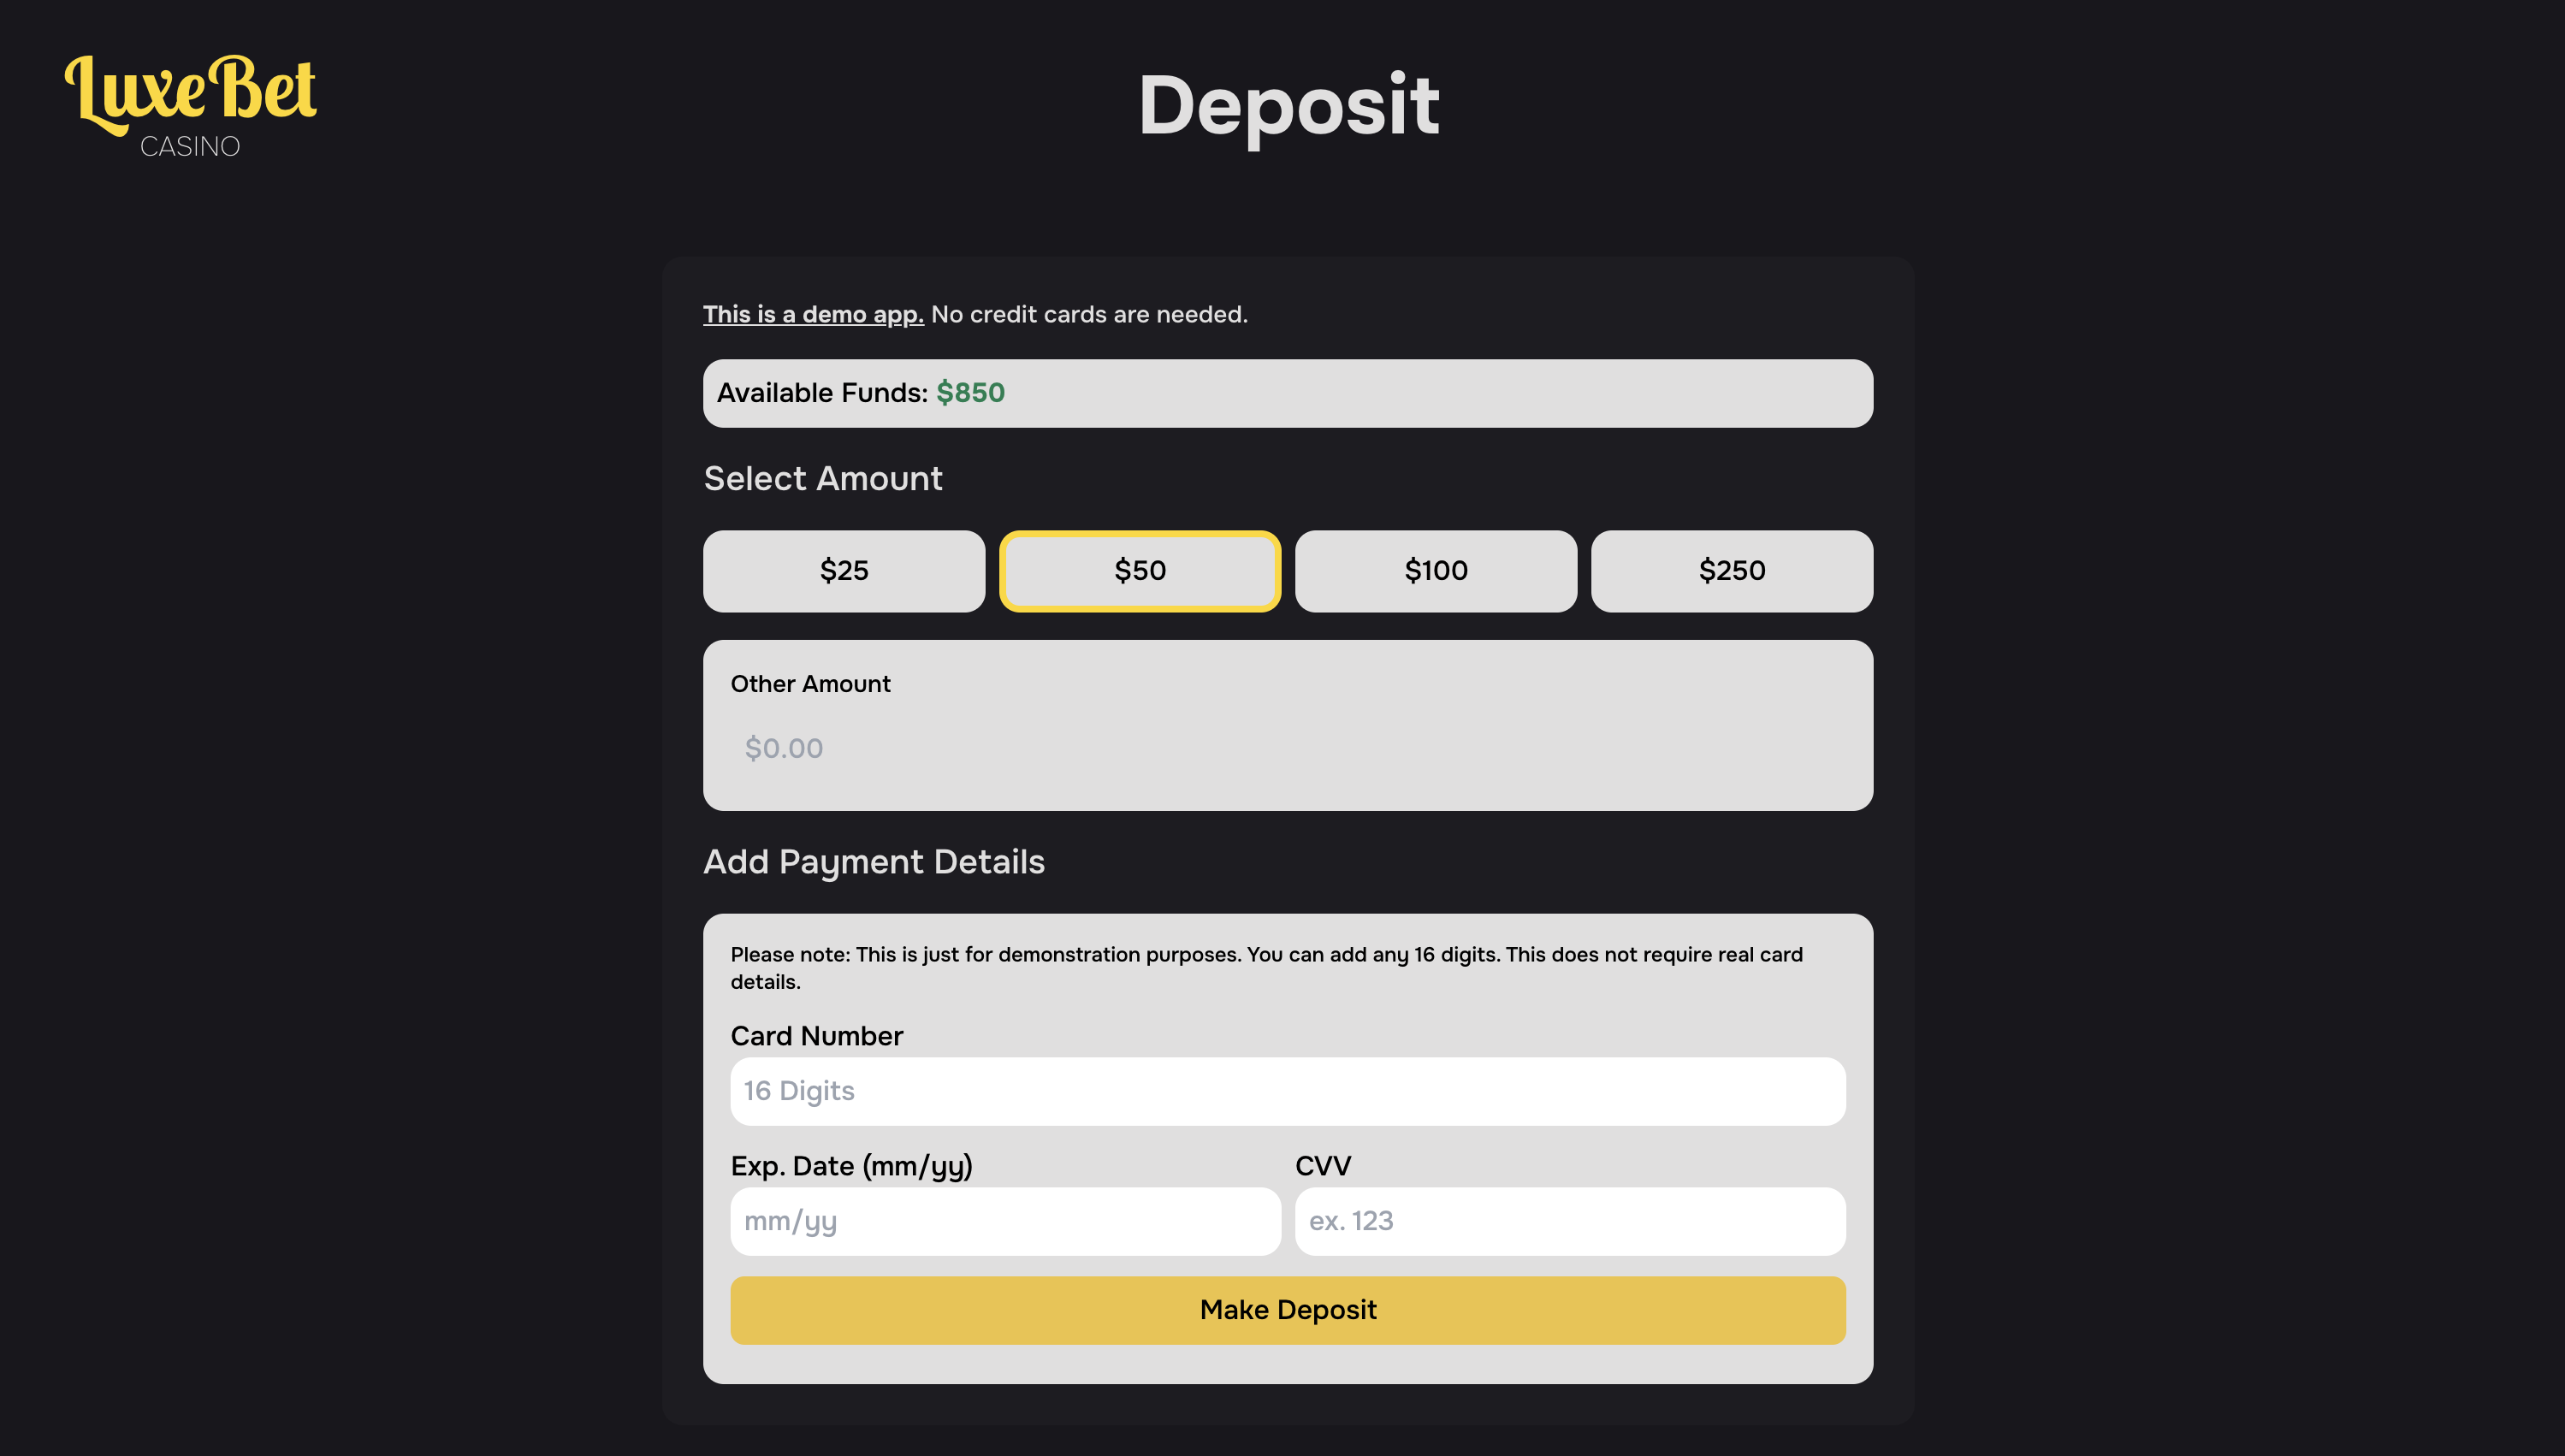 LuxeBet
CASINO
Deposit
This is a demo app. No credit cards are needed.
Available Funds: $850
Select Amount
$25
$50
$100
$250
Other Amount
$0.00
Add Payment Details
Please note: This is just for demonstration purposes. You can add any 16 digits. This does not require real card
details.
Card Number
16 Digits
Exp. Date (mm/yy)
CVV
mm/yy
ex. 123
Make Deposit